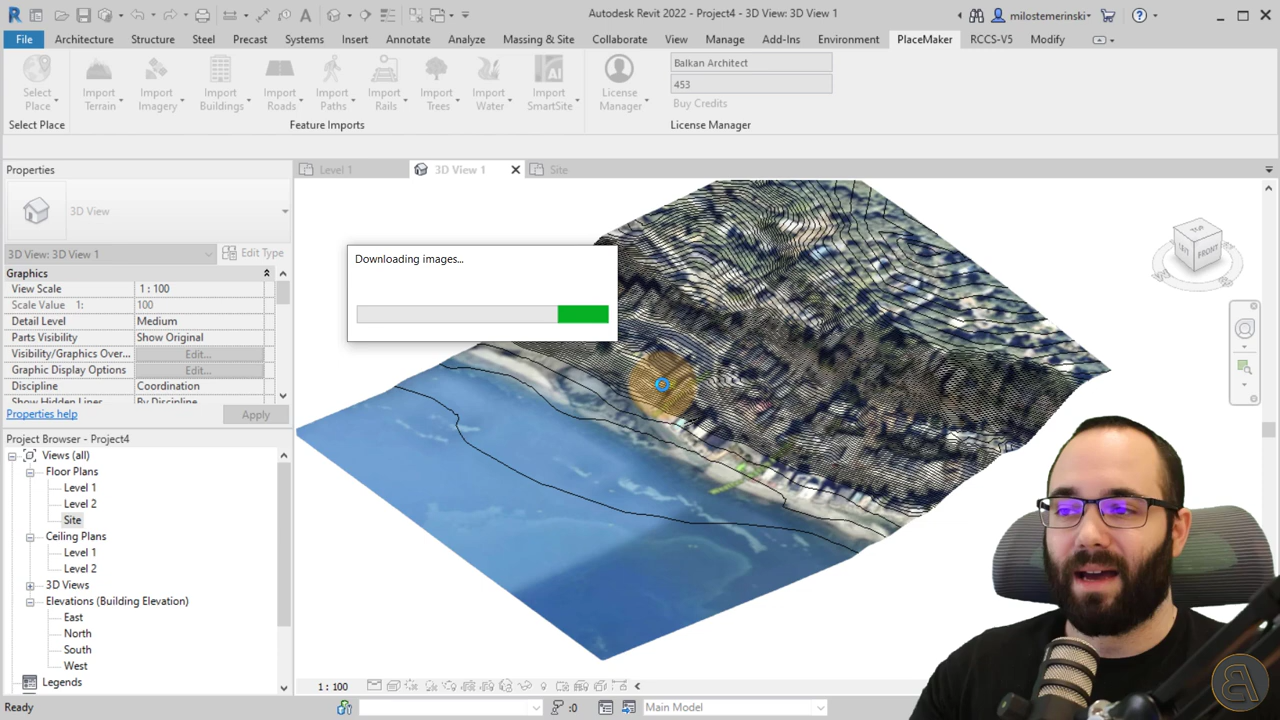 Autodesk Revit 2022 - Project4 - 3D View: 3D View 1
milostemerinski
File
Architecture
Structure
Steel
Precast
Systems
Insert
Annotate
Analyze
Massing & Site
Collaborate
View
Manage
Add-Ins
Environment
PlaceMaker
RCCS-V5
Modify
Select
Place
Import
Terrain
Import
Imagery
Import
Buildings
Import
Roads
Import
Paths
Import
Rails
Import
Trees
Import
Water
Import
SmartSite
License
Manager
Balkan Architect
453
Buy Credits
Select Place
Feature Imports
License Manager
Properties
Level 1
3D View 1
Site
3D View
3D View: 3D View 1
Edit Type
Graphics
View Scale
1 : 100
Scale Value 1:
100
Detail Level
Medium
Parts Visibility
Show Original
Visibility/Graphics Over...
Edit...
Graphic Display Options
Edit...
Discipline
Coordination
Show Hidden Lines
By Discipline
Properties help
Apply
Downloading images...
FRONT
Project Browser - Project4
Views (all)
Floor Plans
Level 1
Level 2
Site
Ceiling Plans
Level 1
Level 2
3D Views
Elevations (Building Elevation)
East
North
South
West
Legends
1 : 100
Ready
:0
Main Model